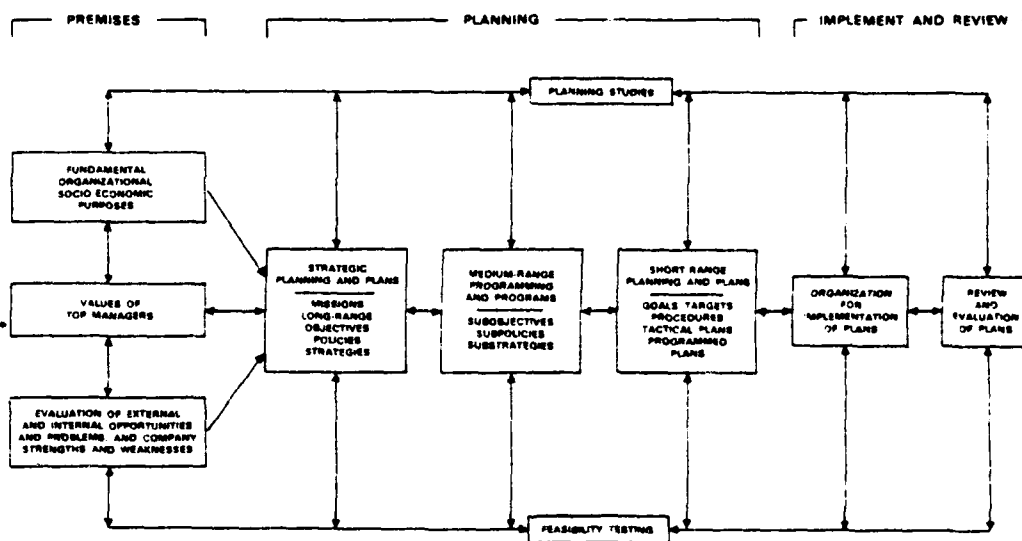 PREMISES
PLANNING
IMPLEMENT AND REVIEW
PLANNING STUDIES
FUNDAMENTAL
ORGANIZATIONAL
SOCIO ECONOMIC
PURPOSES
VALUES OF
TOP MANAGERS
EVALUATION OF EXTERNAL
AND INTERNAL OPPORTUNITIES
AND PROBLEMS, AND COMPANY
STRENGTHS AND WEAKNESSES
STRATEGIC
PLANNING AND PLANS
MISSIONS
LONG-RANGE
OBJECTIVES
POLICIES
STRATEGIES
MEDIUM-RANGE
PROGRAMMING
AND PROGRAMS
SUBOBJECTIVES
SUBPOLICIES
SUBSTRATEGIES
SHORT RANGE
PLANNING AND PLANS
GOALS TARGETS
PROCEDURES
TACTICAL PLANS
PROGRAMMED
PLANS
ORGANIZATION
FOR
IMPLEMENTATION
OF PLANS
REVIEW
AND
EVALUATION
OF PLANS
FEASIBILITY TESTING